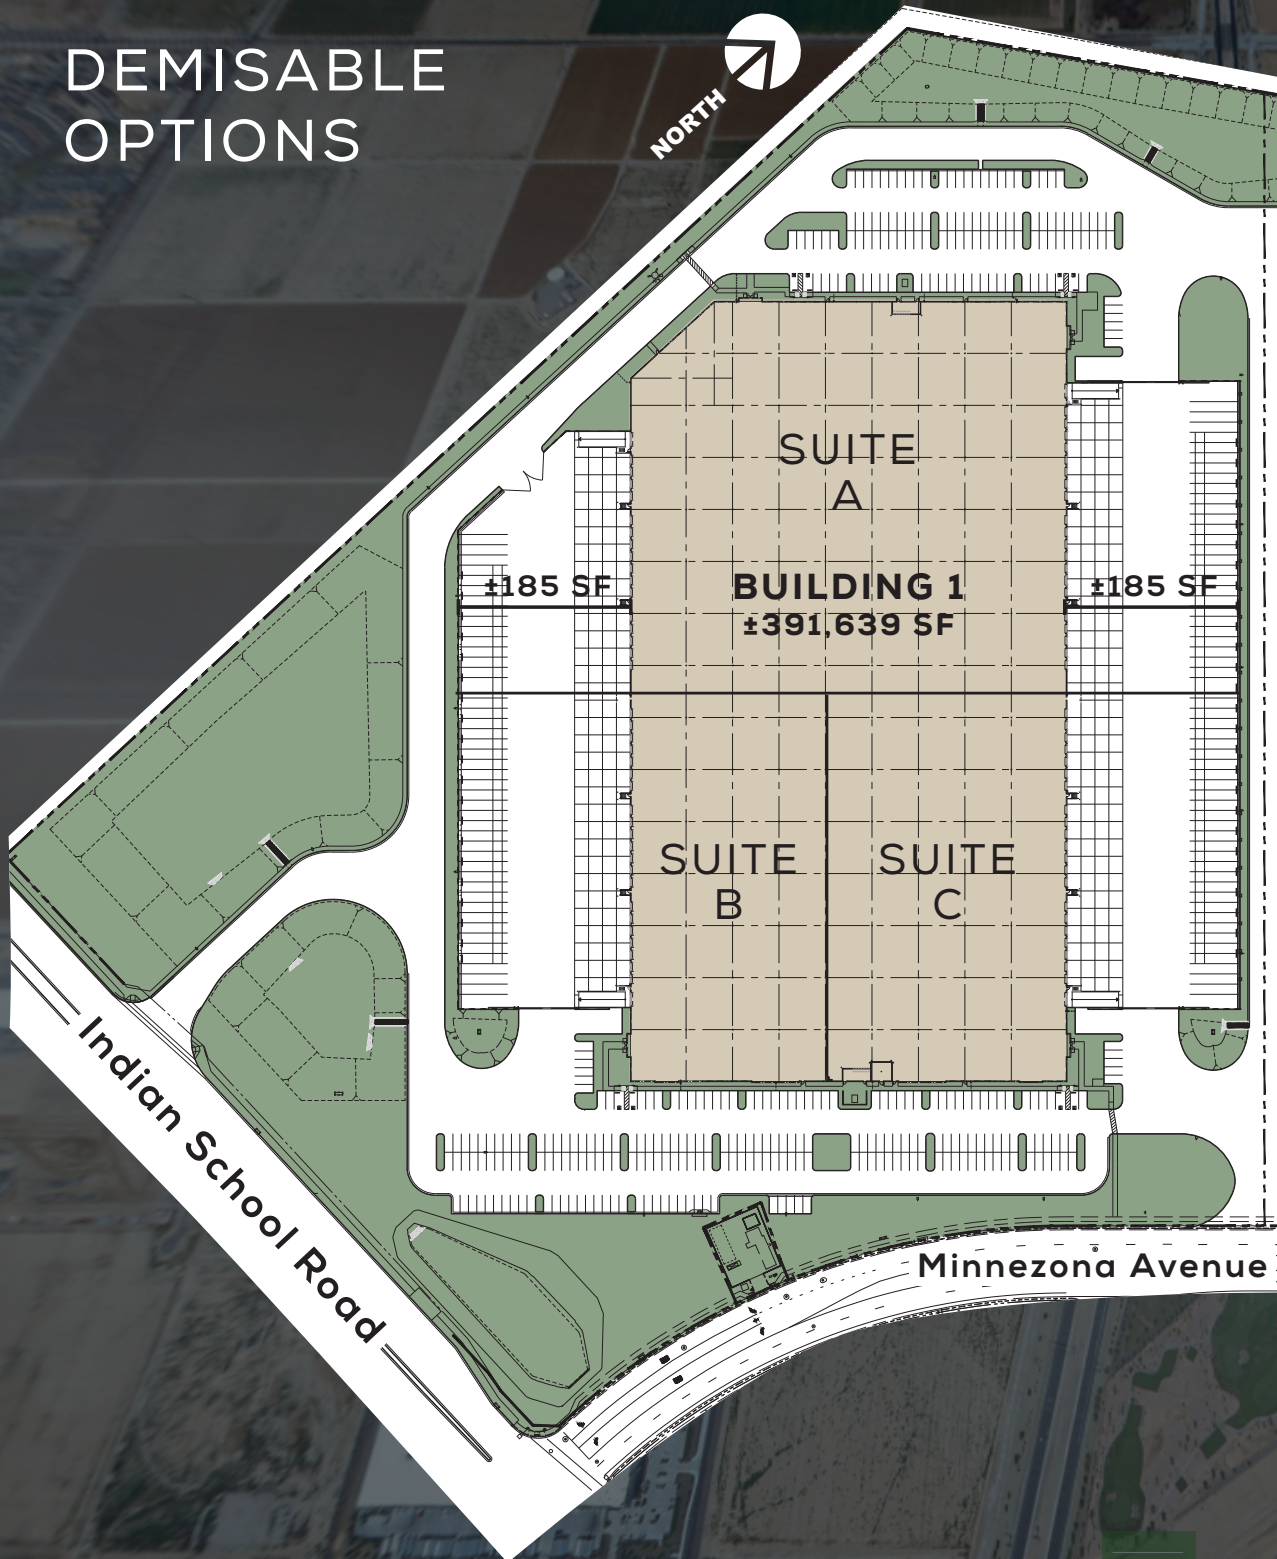 DEMISABLE
OPTIONS
NORTH
SUITE
A
±185 SF
BUILDING 1
±391,639 SF
±185 SF
SUITE
B
SUITE
C
Indian School Road
Minnezona Avenue